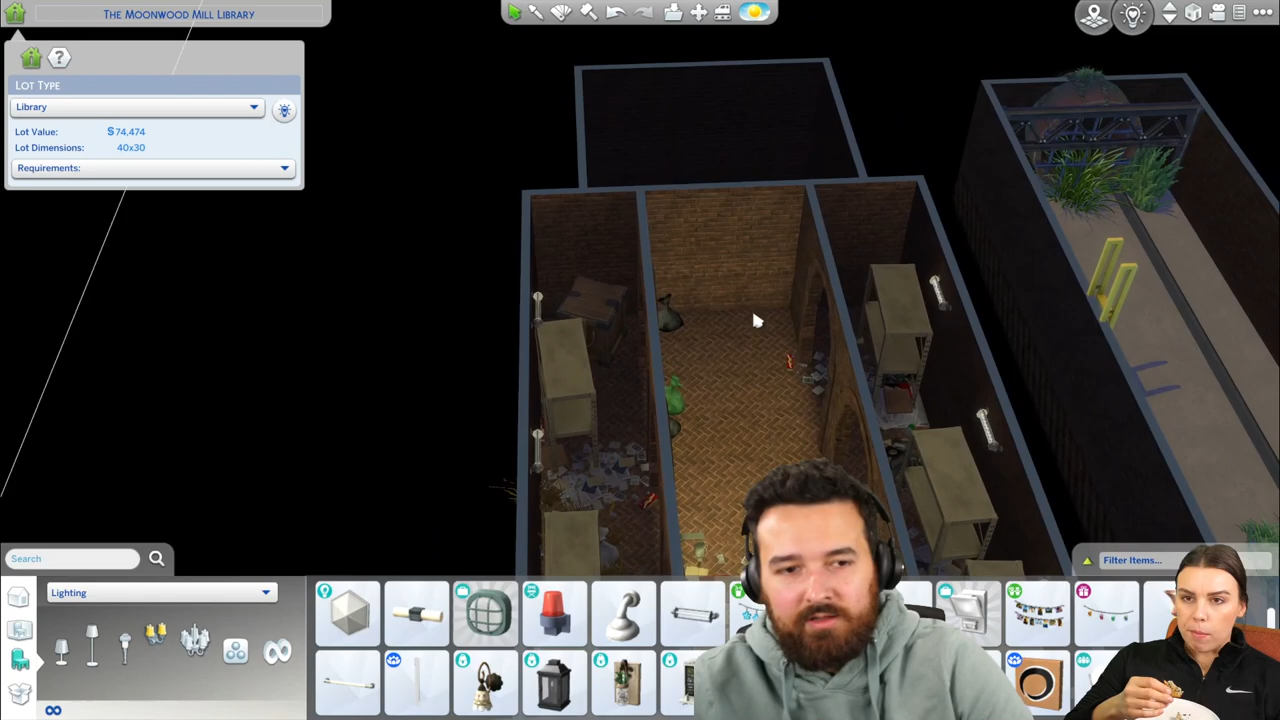 THE MOONWOOD MILL LIBRARY
?
LOT TYPE
Library
Lot Value: $74,474
Lot Dimensions: 40x30
Requirements:
Search
Filter Items...
Lighting